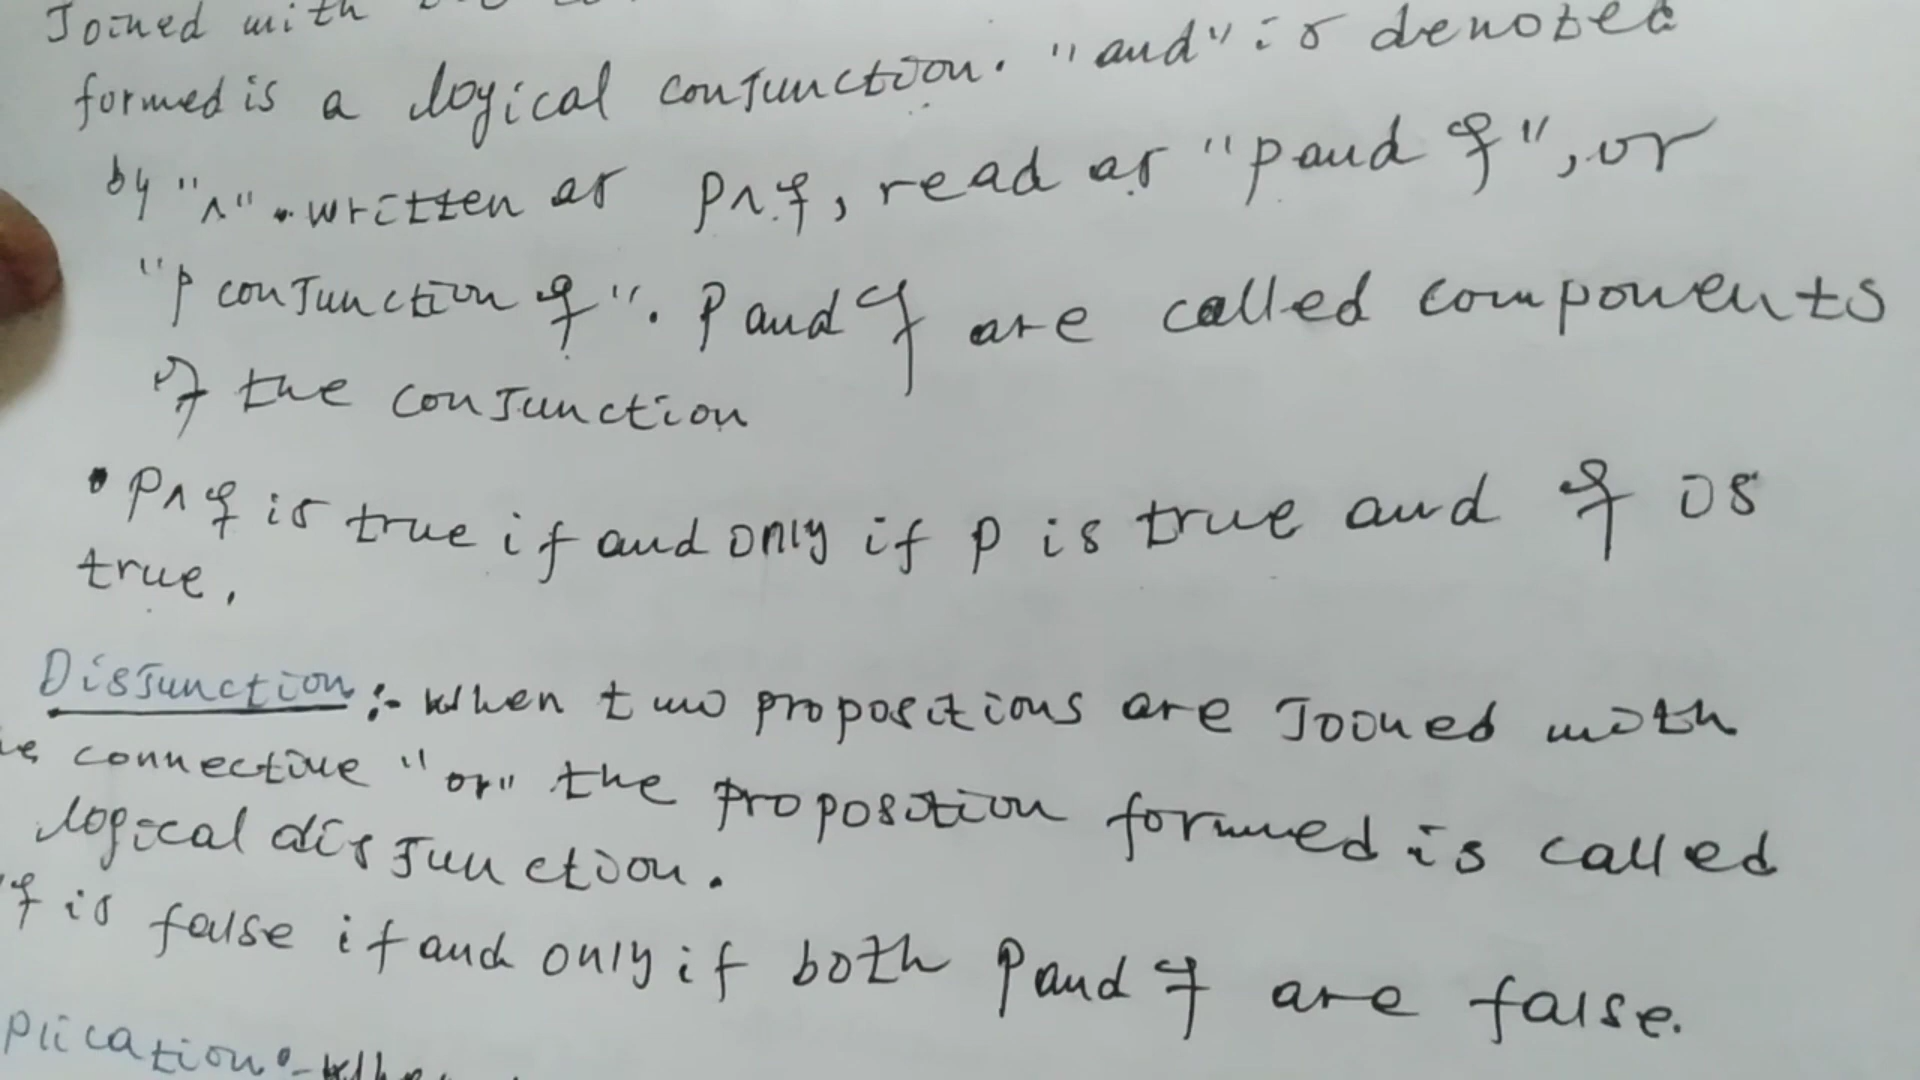 Joined with
formed is a logical conjunction. "and" is denoted
by "∧". written as p∧q, read as "p and q", or
"p conjunction q". P and q are called components
of the conjunction
• p∧q is true if and only if p is true and q is
true.
Disjunction :- When two propositions are Joined with
connective "or" the proposition formed is called
logical disjunction.
q is false if and only if both p and q are false.
plication:-